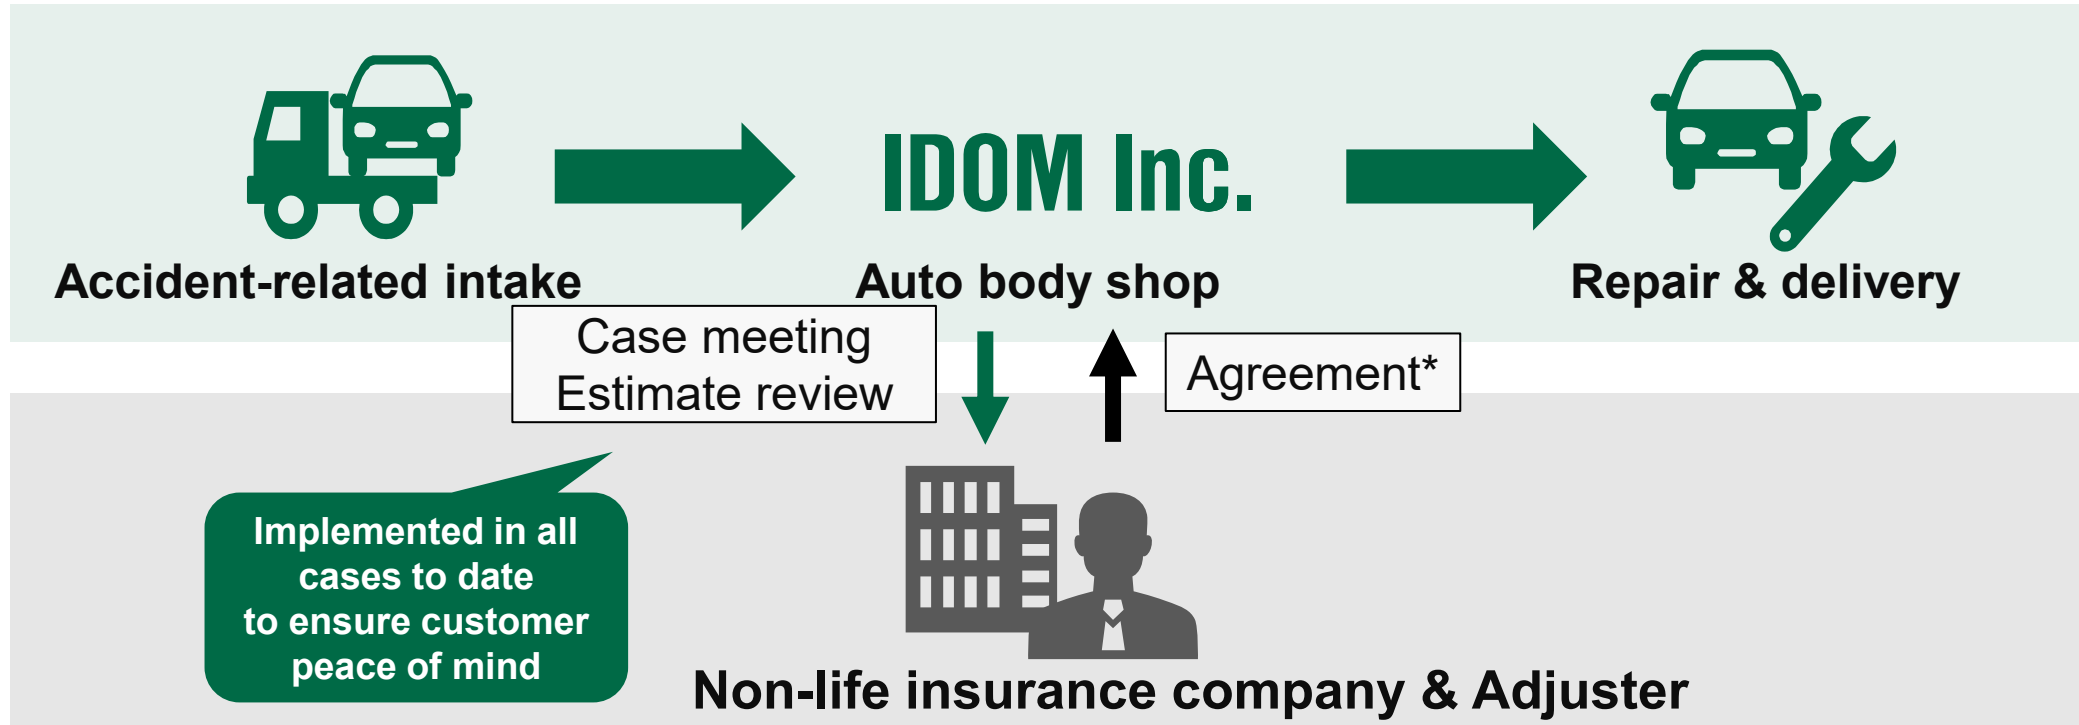 IDOM Inc.
Accident-related intake
Auto body shop
Repair & delivery
Case meeting
Estimate review
Agreement*
Implemented in all
cases to date
to ensure customer
peace of mind
Non-life insurance company & Adjuster